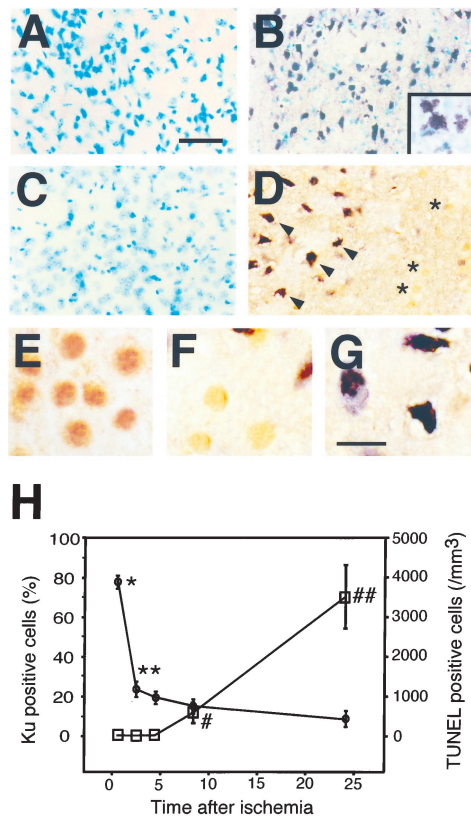 A
B
C
D
*
*
*
E
F
G
H
100
80
60
40
20
0
Ku positive cells (%)
*
**
#
##
5000
4000
3000
2000
1000
0
TUNEL positive cells (/mm3)
0 5 10 15 20 25
Time after ischemia